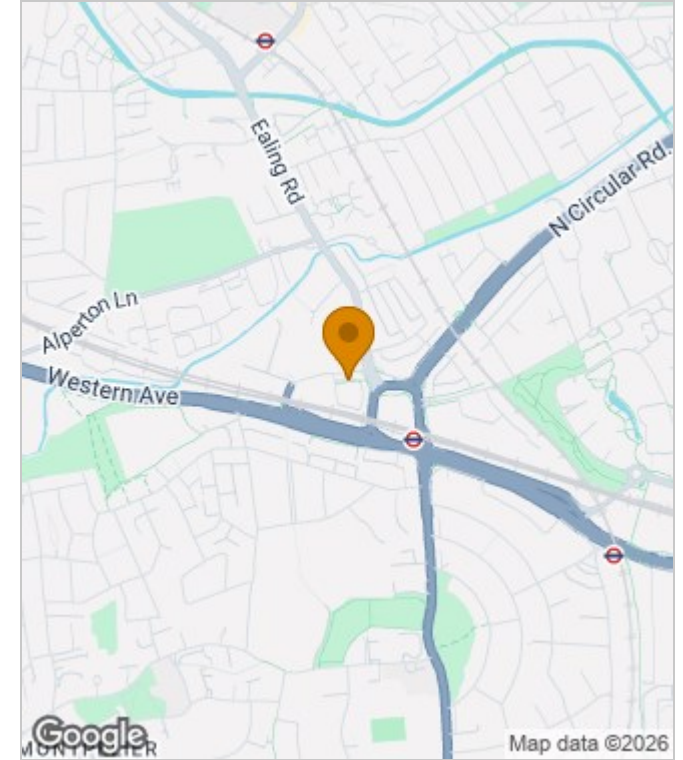 Ealing Rd
N Circular Rd.
Alperton Ln
Western Ave
Google
Map data ©2026